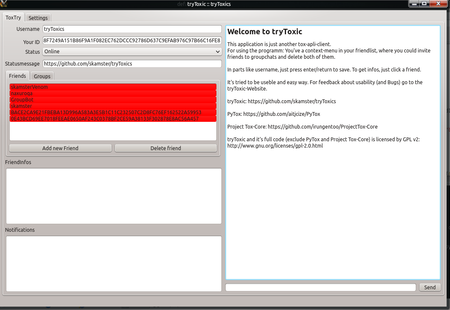 tryToxic :: tryToxics
ToxTry Settings
Username tryToxics
Your ID
Status Online
Statusmessage https://github.com/skamster/tryToxics
Friends Groups
Add new Friend Delete friend
FriendInfos
Notifications
Welcome to tryToxic
This application is just another tox-apli-client.
For using the programm: You've a context-menu in your friendlist, where you could invite
friends to groupchats and delete both of them.
In parts like username, just press enter/return to save. To get infos, just click a friend.
It's tried to be useble and easy way. For feedback about usability (and Bugs) go to the
tryToxic-Website.
tryToxic: https://github.com/skamster/tryToxics
PyTox: https://github.com/aitjcize/PyTox
Project Tox-Core: https://github.com/irungentoo/ProjectTox-Core
tryToxic and it's full code (exclude PyTox and Project Tox-Core) is licensed by GPL v2:
http://www.gnu.org/licenses/gpl-2.0.html
Send